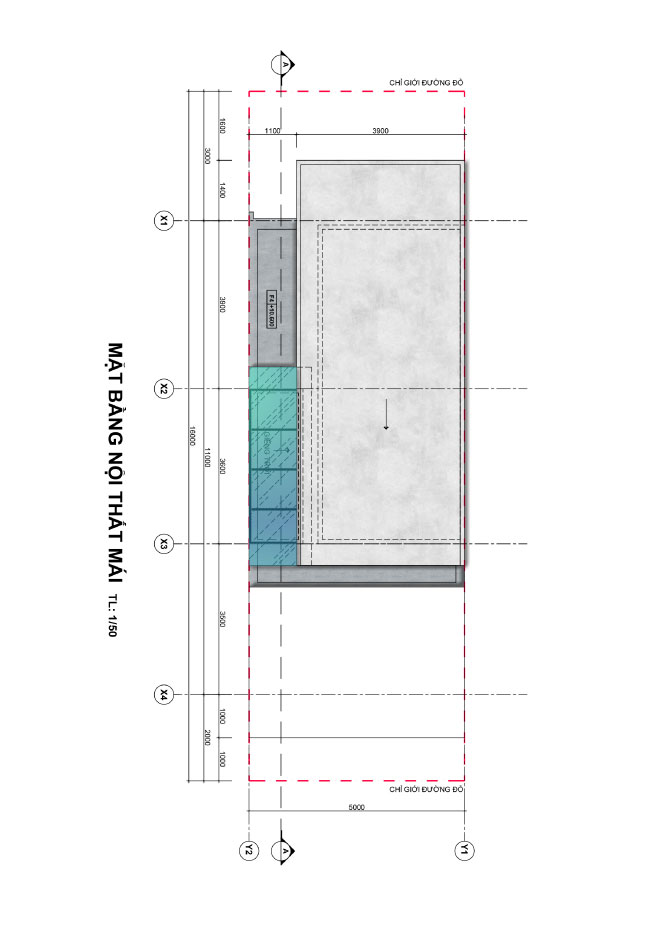 A
CHỈ GIỚI ĐƯỜNG ĐỎ
1600
1100
3900
3000
1400
X1
3900
F4 +10.600
X2
MẶT BẰNG NỘI THẤT MÁI TL: 1/50
16000
11000
3600
X3
3500
X4
1000
2000
1000
CHỈ GIỚI ĐƯỜNG ĐỎ
5000
Y2
A
Y1